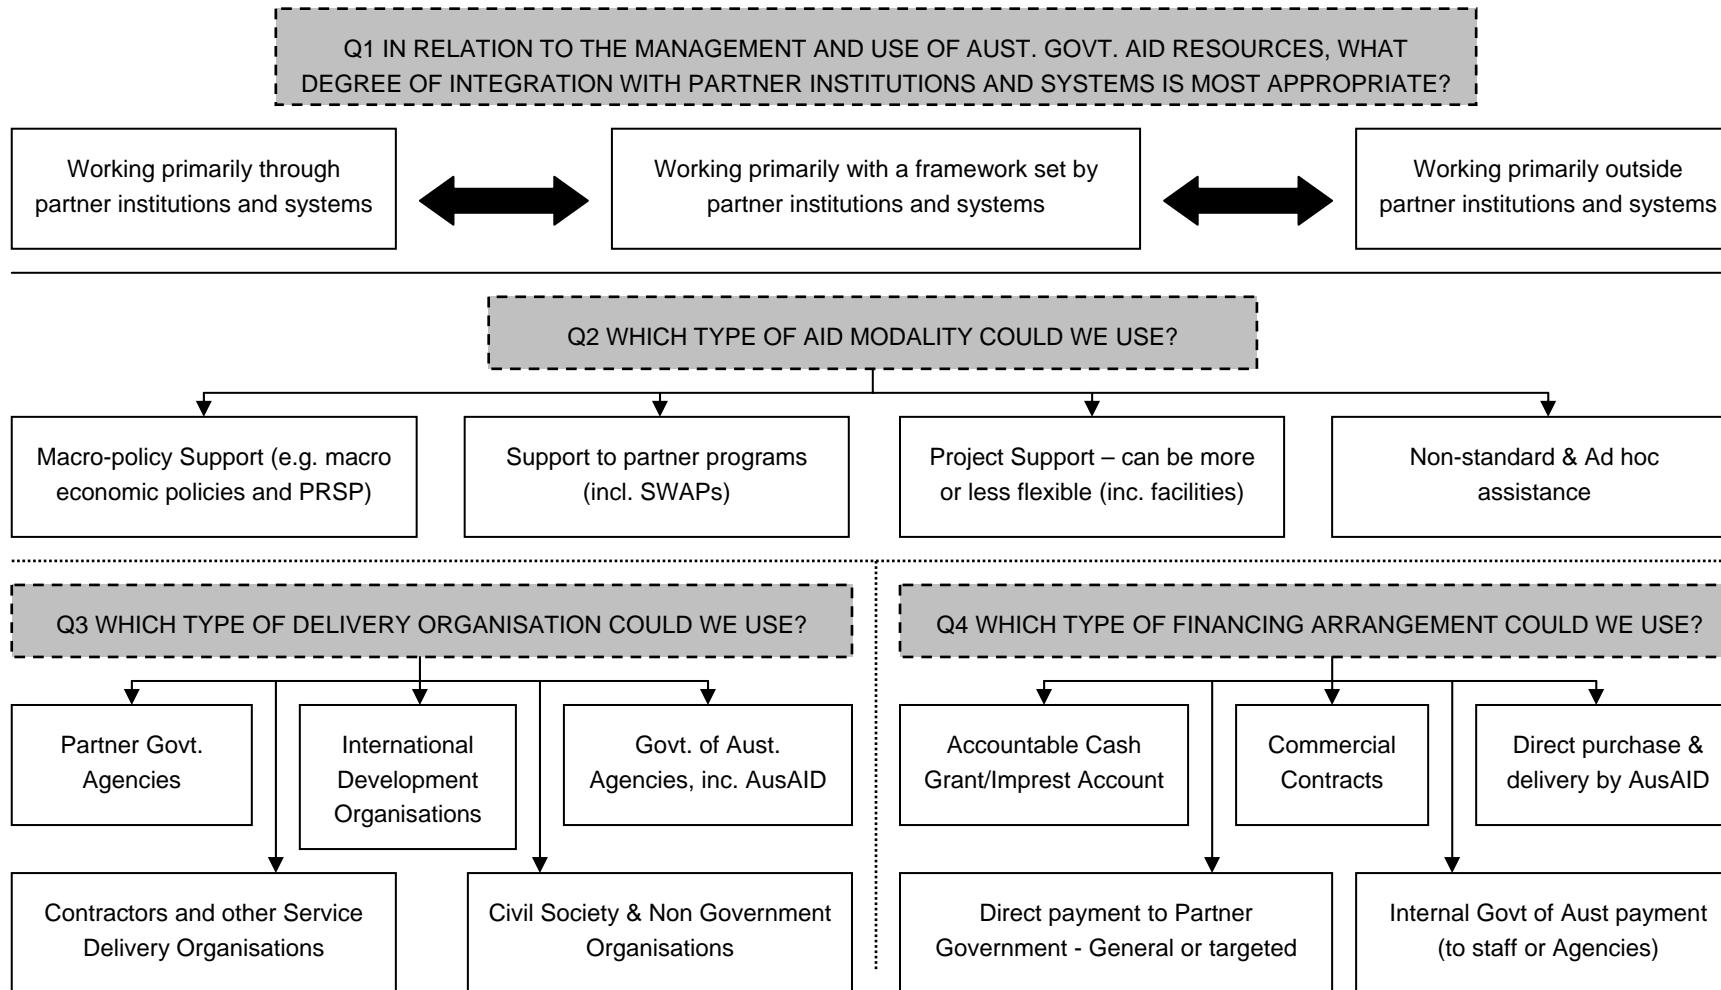 Q1 IN RELATION TO THE MANAGEMENT AND USE OF AUST. GOVT. AID RESOURCES, WHAT
DEGREE OF INTEGRATION WITH PARTNER INSTITUTIONS AND SYSTEMS IS MOST APPROPRIATE?
Working primarily through
partner institutions and systems
Working primarily with a framework set by
partner institutions and systems
Working primarily outside
partner institutions and systems
Q2 WHICH TYPE OF AID MODALITY COULD WE USE?
Macro-policy Support (e.g. macro
economic policies and PRSP)
Support to partner programs
(incl. SWAPs)
Project Support – can be more
or less flexible (inc. facilities)
Non-standard & Ad hoc
assistance
Q3 WHICH TYPE OF DELIVERY ORGANISATION COULD WE USE?
Partner Govt.
Agencies
International
Development
Organisations
Govt. of Aust.
Agencies, inc. AusAID
Contractors and other Service
Delivery Organisations
Civil Society & Non Government
Organisations
Q4 WHICH TYPE OF FINANCING ARRANGEMENT COULD WE USE?
Accountable Cash
Grant/Imprest Account
Commercial
Contracts
Direct purchase &
delivery by AusAID
Direct payment to Partner
Government - General or targeted
Internal Govt of Aust payment
(to staff or Agencies)